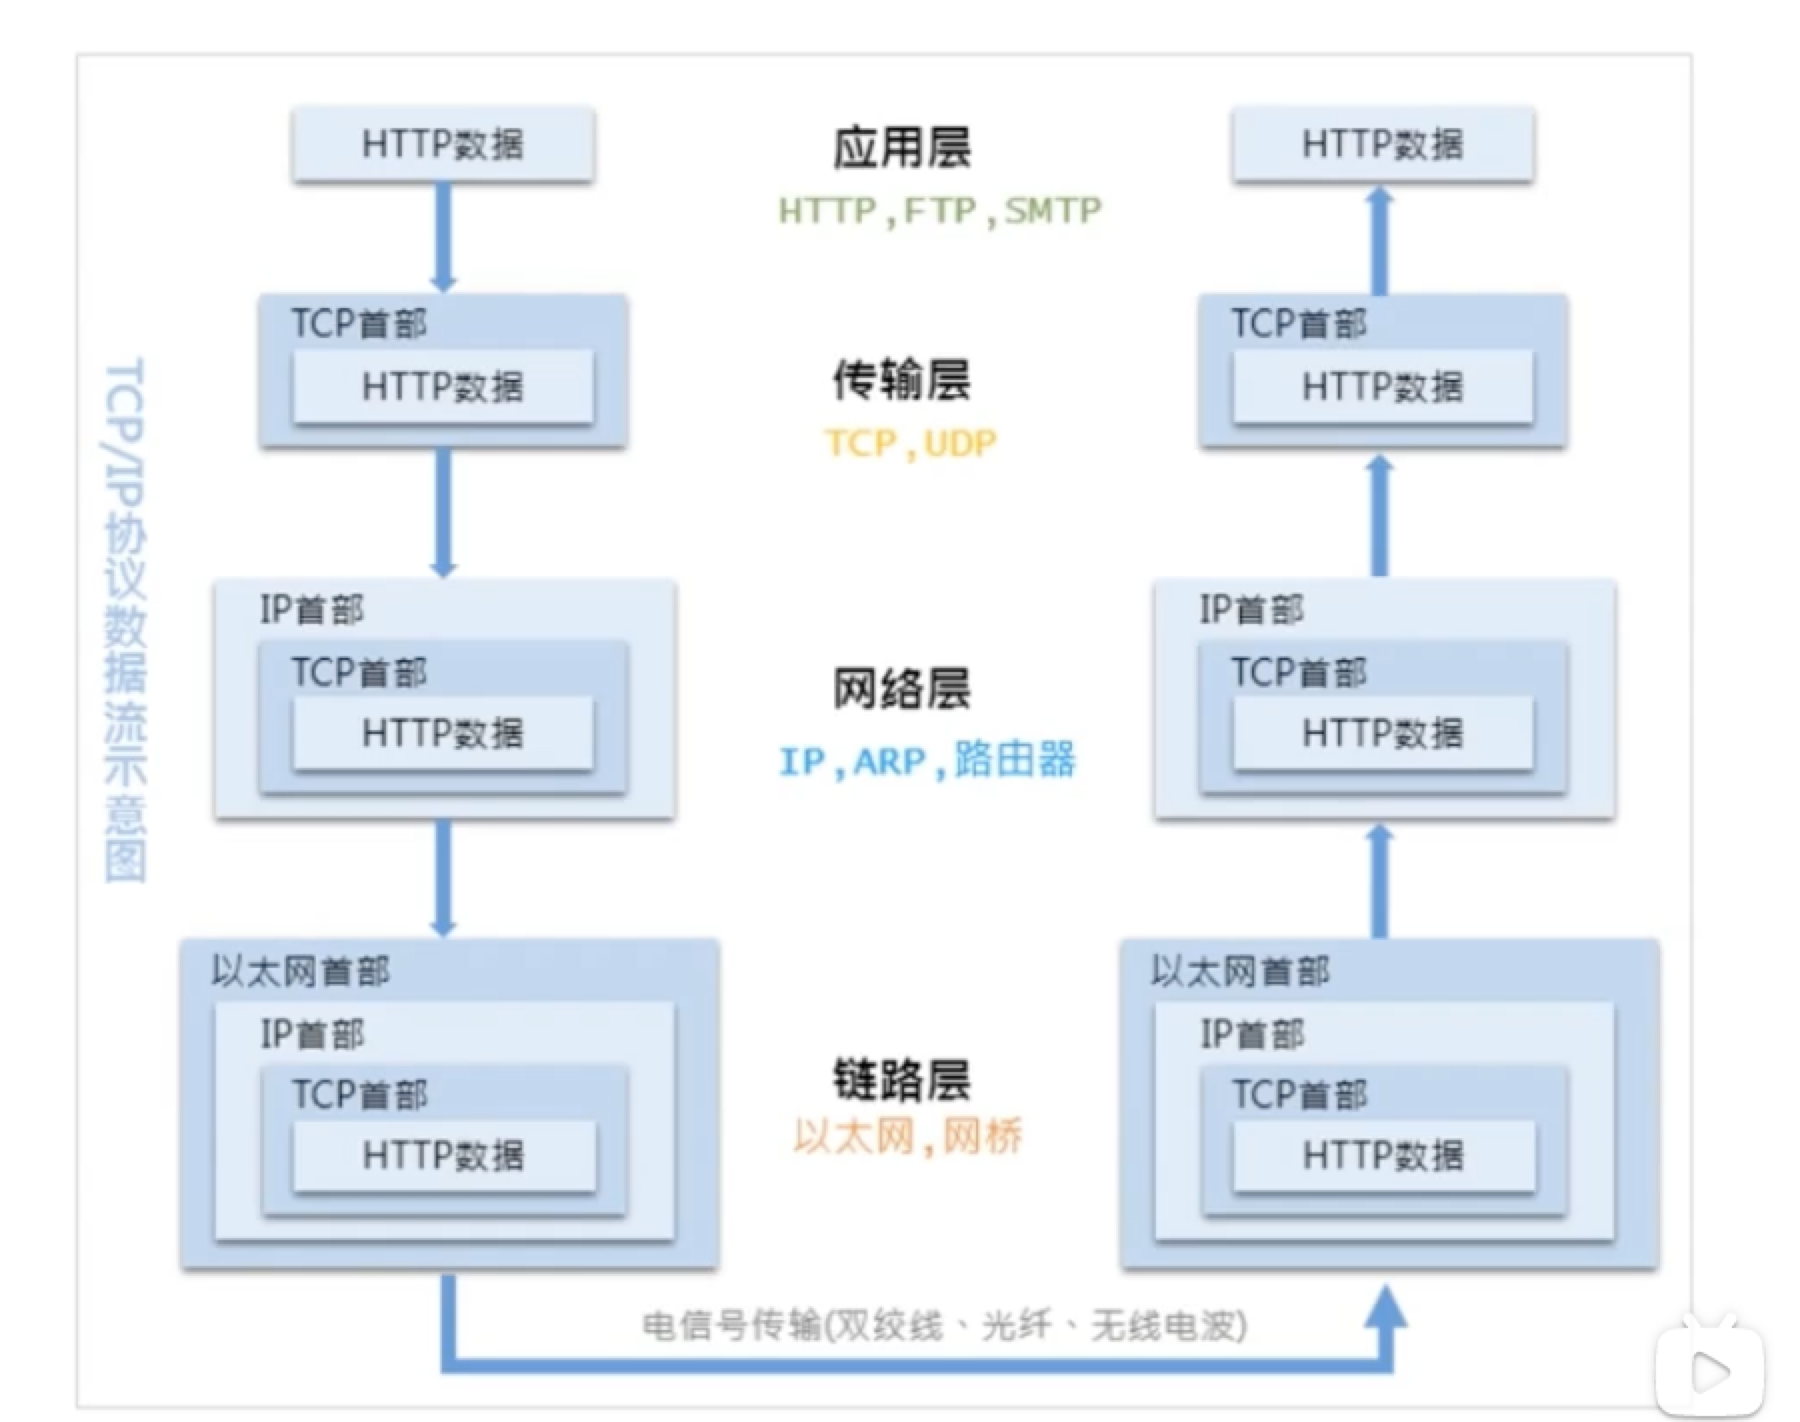 HTTP数据
应用层
HTTP,FTP,SMTP
HTTP数据
TCP首部
HTTP数据
传输层
TCP,UDP
TCP首部
HTTP数据
TCP/IP协议数据流示意图
IP首部
TCP首部
HTTP数据
网络层
IP,ARP,路由器
IP首部
TCP首部
HTTP数据
以太网首部
IP首部
TCP首部
HTTP数据
链路层
以太网,网桥
以太网首部
IP首部
TCP首部
HTTP数据
电信号传输(双绞线、光纤、无线电波)